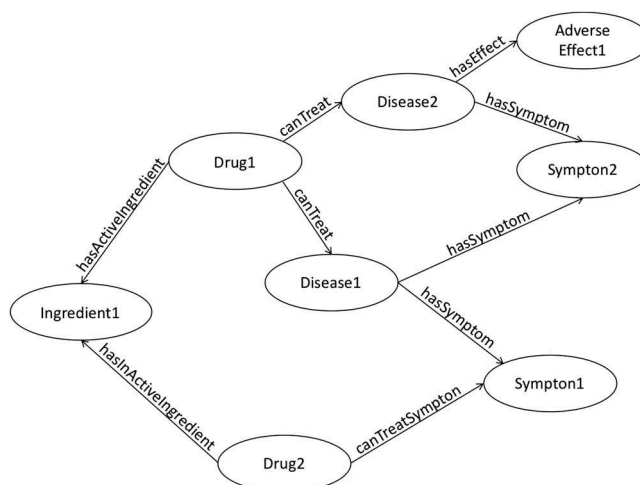 Adverse
Effect1
hasEffect
Disease2
canTreat
hasSymptom
Drug1
Sympton2
hasActiveIngredient
canTreat
hasSymptom
Disease1
Ingredient1
hasSymptom
hasInActiveIngredient
canTreatSympton
Sympton1
Drug2